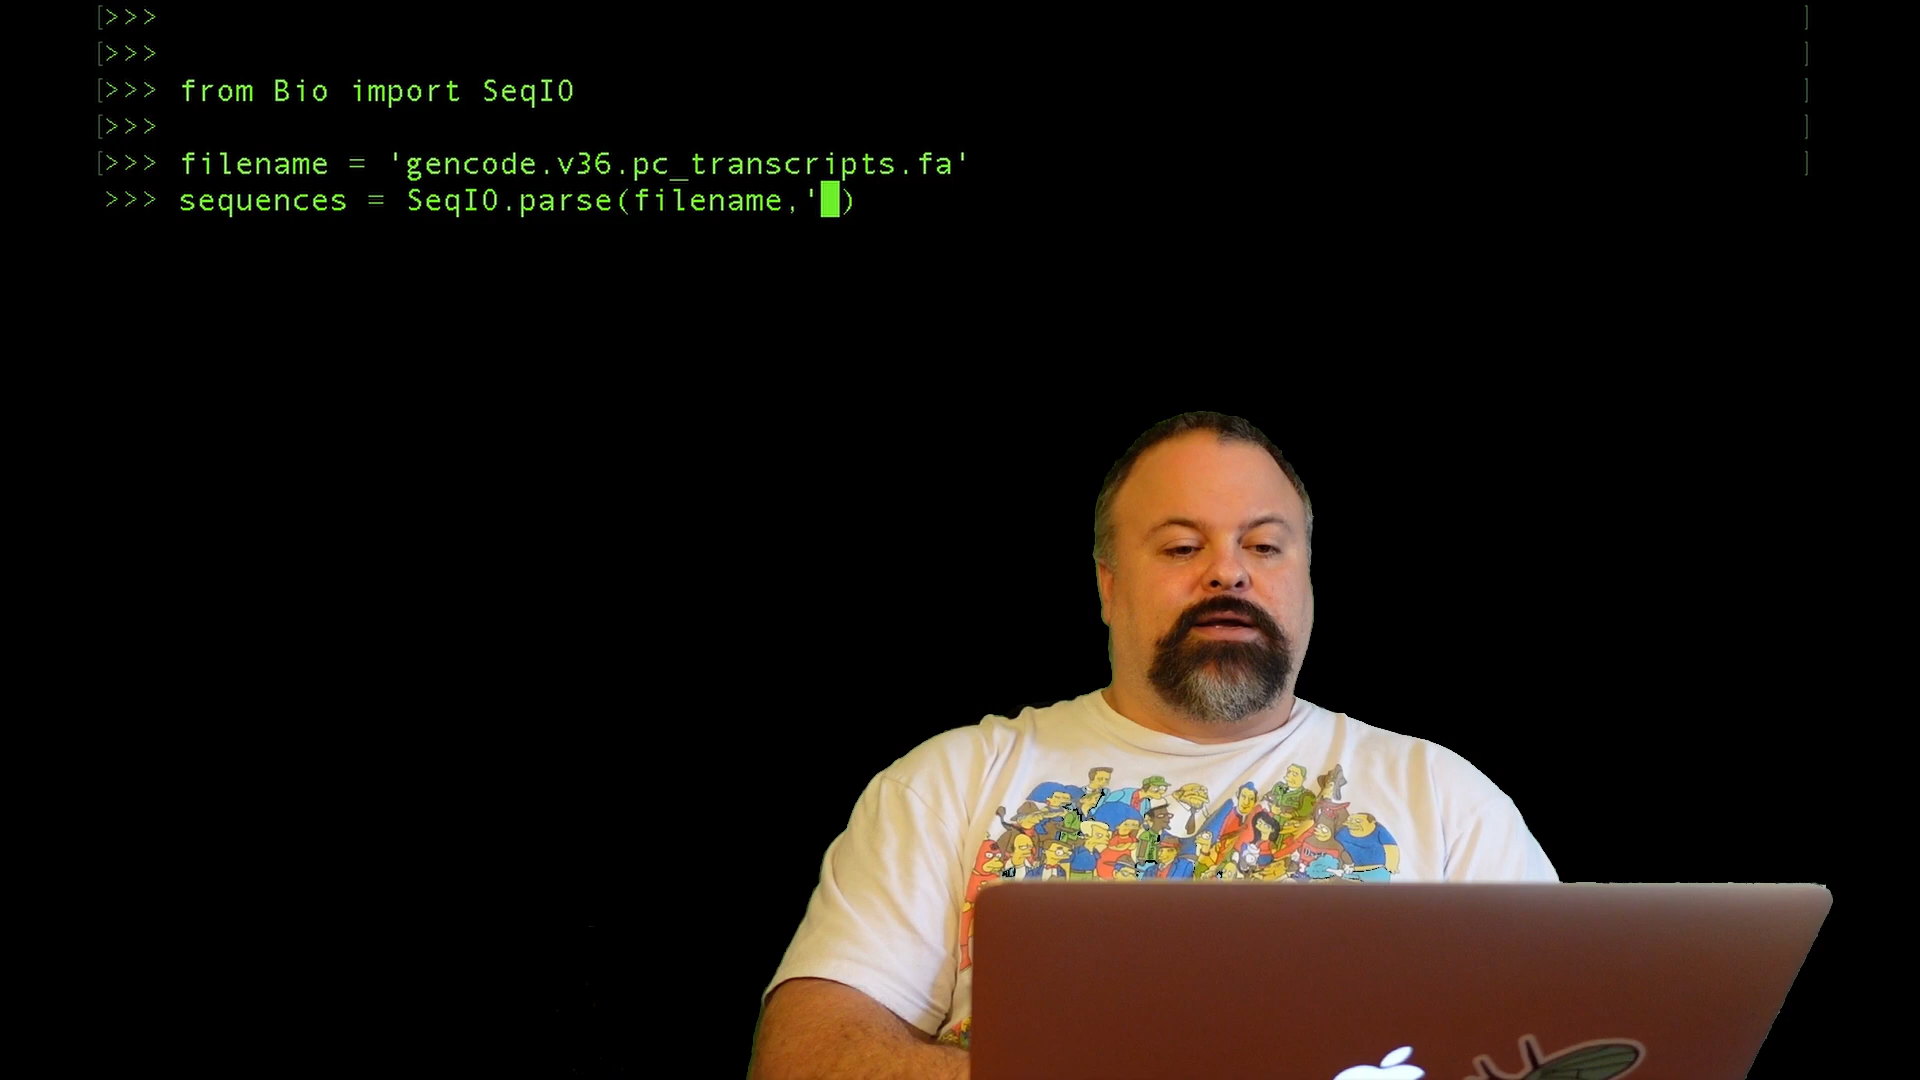 [>>> ]
[>>> ]
[>>> from Bio import SeqIO ]
[>>> ]
[>>> filename = 'gencode.v36.pc_transcripts.fa' ]
>>> sequences = SeqIO.parse(filename,' )